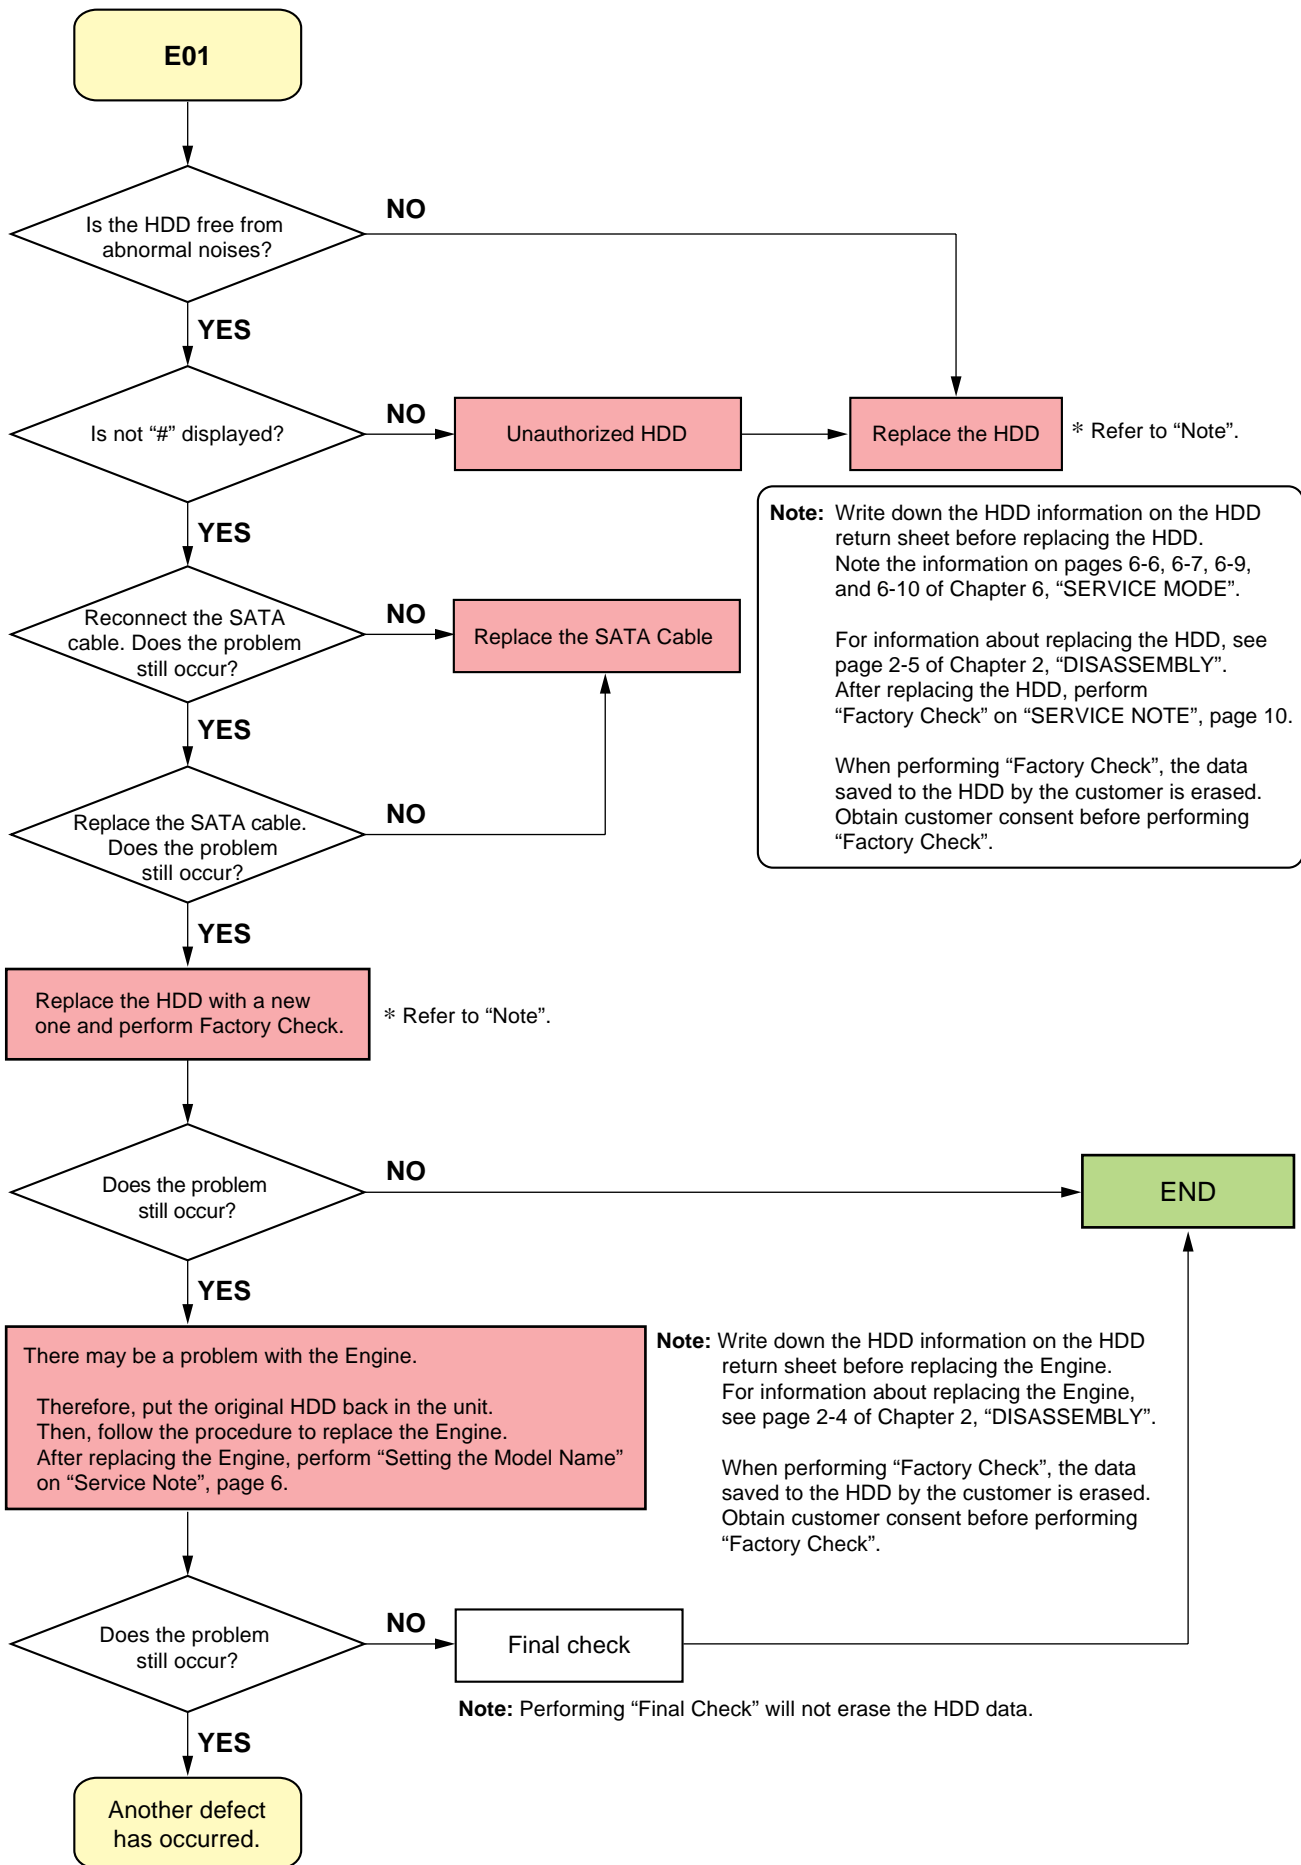 E01
Is the HDD free from
abnormal noises?
NO
YES
Is not “#” displayed?
NO
Unauthorized HDD
Replace the HDD
* Refer to “Note”.
YES
Note: Write down the HDD information on the HDD
return sheet before replacing the HDD.
Note the information on pages 6-6, 6-7, 6-9,
and 6-10 of Chapter 6, “SERVICE MODE”.
For information about replacing the HDD, see
page 2-5 of Chapter 2, “DISASSEMBLY”.
After replacing the HDD, perform
“Factory Check” on “SERVICE NOTE”, page 10.
When performing “Factory Check”, the data
saved to the HDD by the customer is erased.
Obtain customer consent before performing
“Factory Check”.
Reconnect the SATA
cable. Does the problem
still occur?
NO
Replace the SATA Cable
YES
Replace the SATA cable.
Does the problem
still occur?
NO
YES
Replace the HDD with a new
one and perform Factory Check.
* Refer to “Note”.
Does the problem
still occur?
NO
END
YES
There may be a problem with the Engine.
Therefore, put the original HDD back in the unit.
Then, follow the procedure to replace the Engine.
After replacing the Engine, perform “Setting the Model Name”
on “Service Note”, page 6.
Note: Write down the HDD information on the HDD
return sheet before replacing the Engine.
For information about replacing the Engine,
see page 2-4 of Chapter 2, “DISASSEMBLY”.
When performing “Factory Check”, the data
saved to the HDD by the customer is erased.
Obtain customer consent before performing
“Factory Check”.
Does the problem
still occur?
NO
Final check
Note: Performing “Final Check” will not erase the HDD data.
YES
Another defect
has occurred.